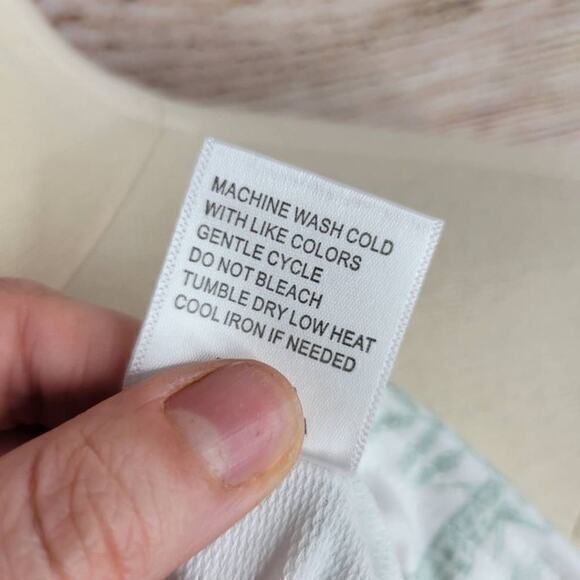 MACHINE WASH COLD
WITH LIKE COLORS
GENTLE CYCLE
DO NOT BLEACH
TUMBLE DRY LOW HEAT
COOL IRON IF NEEDED